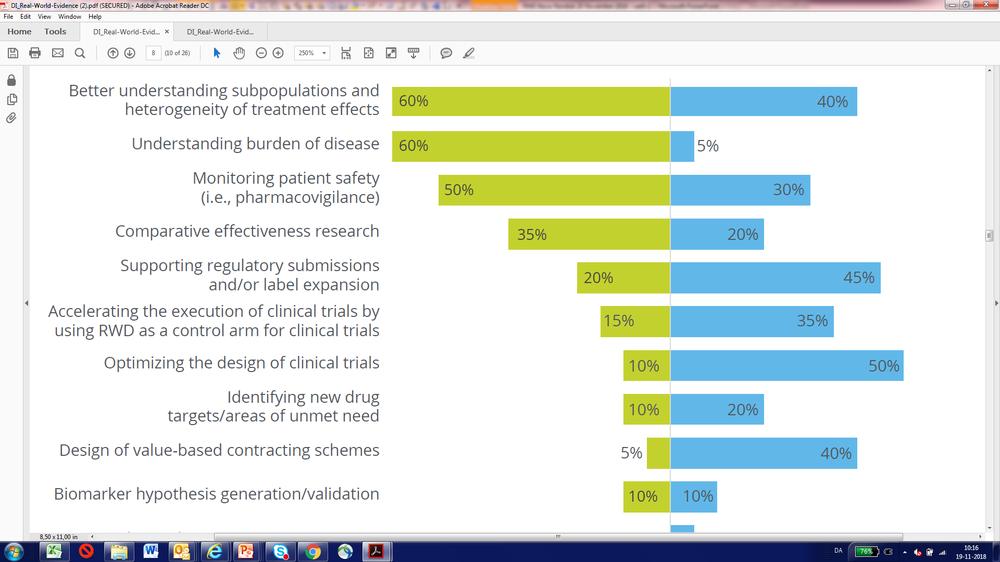 DI_Real-World-Evidence (2).pdf (SECURED) - Adobe Acrobat Reader DC
File Edit View Window Help
Home Tools DI_Real-World-Evid... × DI_Real-World-Evid...
8 (10 of 26) 250%
Better understanding subpopulations and
heterogeneity of treatment effects
60% 40%
Understanding burden of disease
60% 5%
Monitoring patient safety
(i.e., pharmacovigilance)
50% 30%
Comparative effectiveness research
35% 20%
Supporting regulatory submissions
and/or label expansion
20% 45%
Accelerating the execution of clinical trials by
using RWD as a control arm for clinical trials
15% 35%
Optimizing the design of clinical trials
10% 50%
Identifying new drug
targets/areas of unmet need
10% 20%
Design of value-based contracting schemes
5% 40%
Biomarker hypothesis generation/validation
10% 10%
8,50 x 11,00 in
DA 76% 10:16
19-11-2018